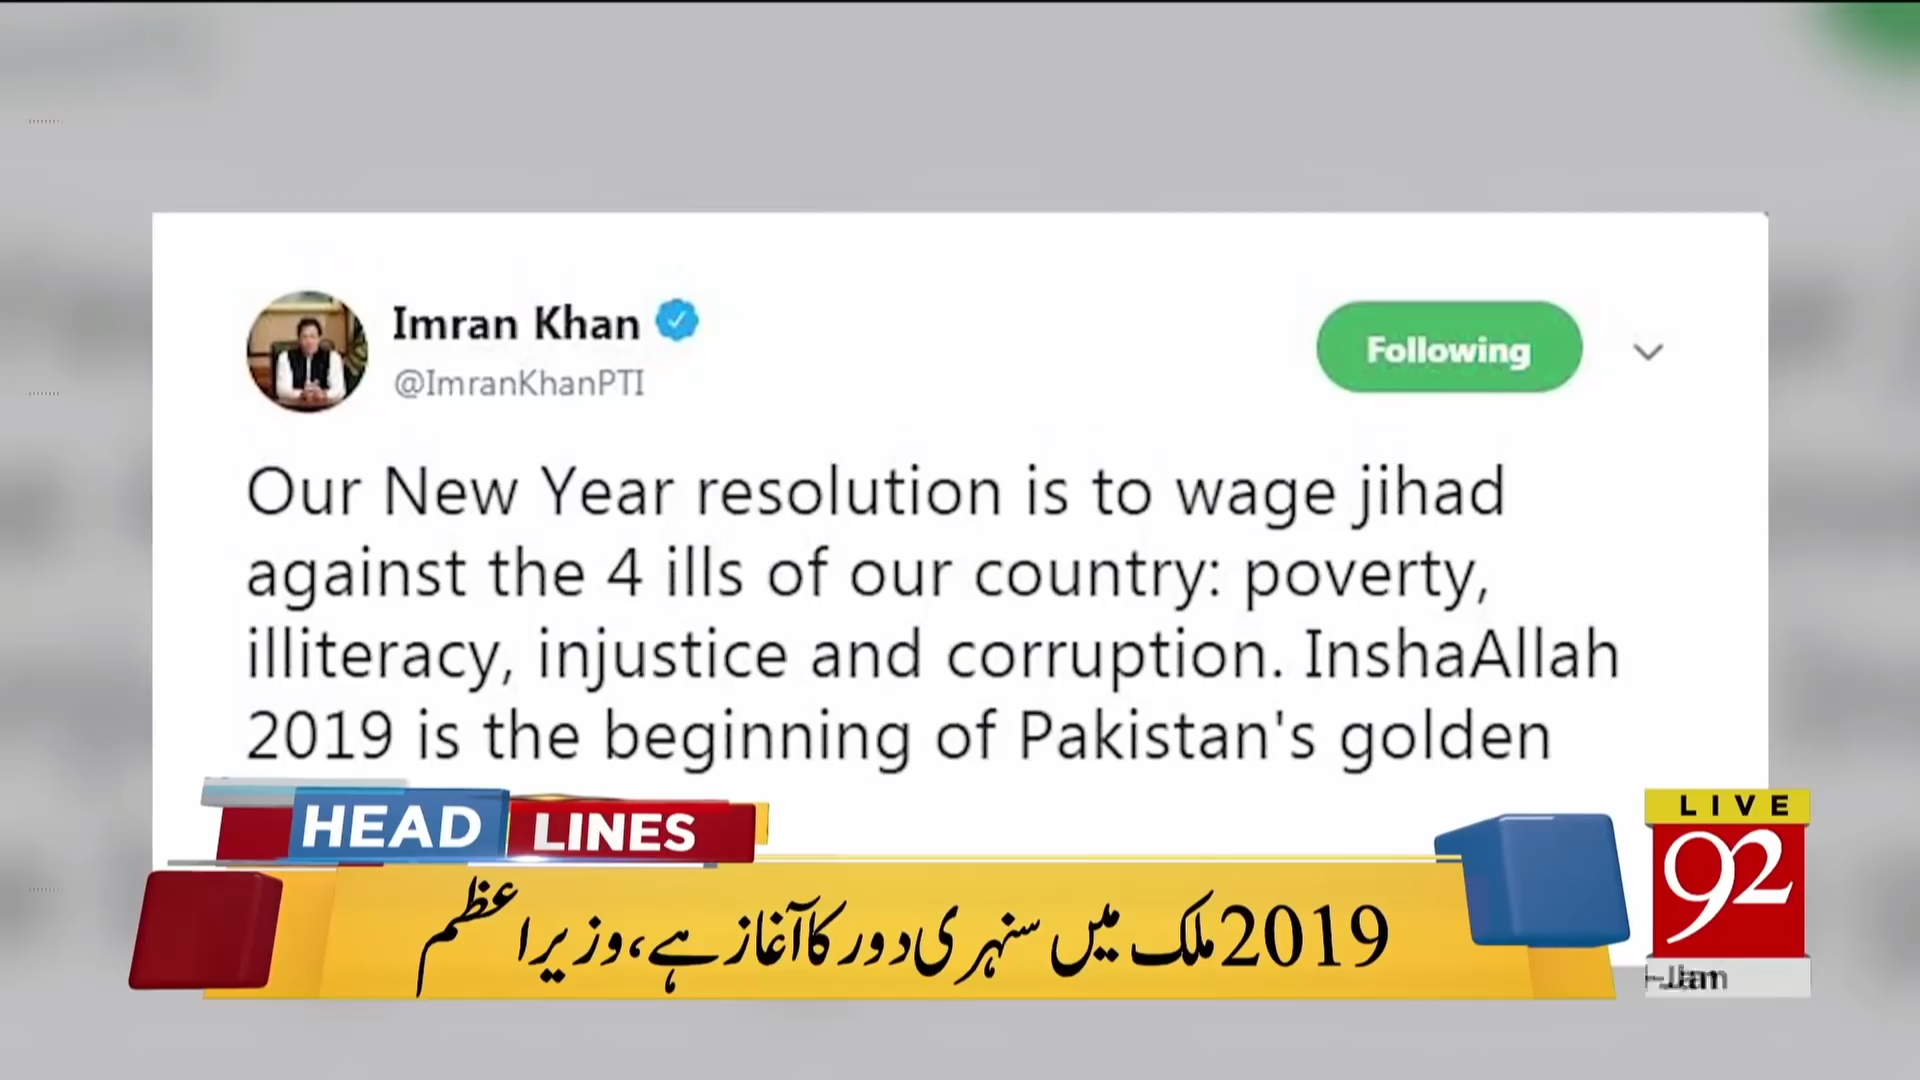 Imran Khan
@ImranKhanPTI
Following
Our New Year resolution is to wage jihad
against the 4 ills of our country: poverty,
illiteracy, injustice and corruption. InshaAllah
2019 is the beginning of Pakistan's golden
HEAD LINES
2019 ملک میں سنہری دور کا آغاز ہے، وزیراعظم
LIVE
92